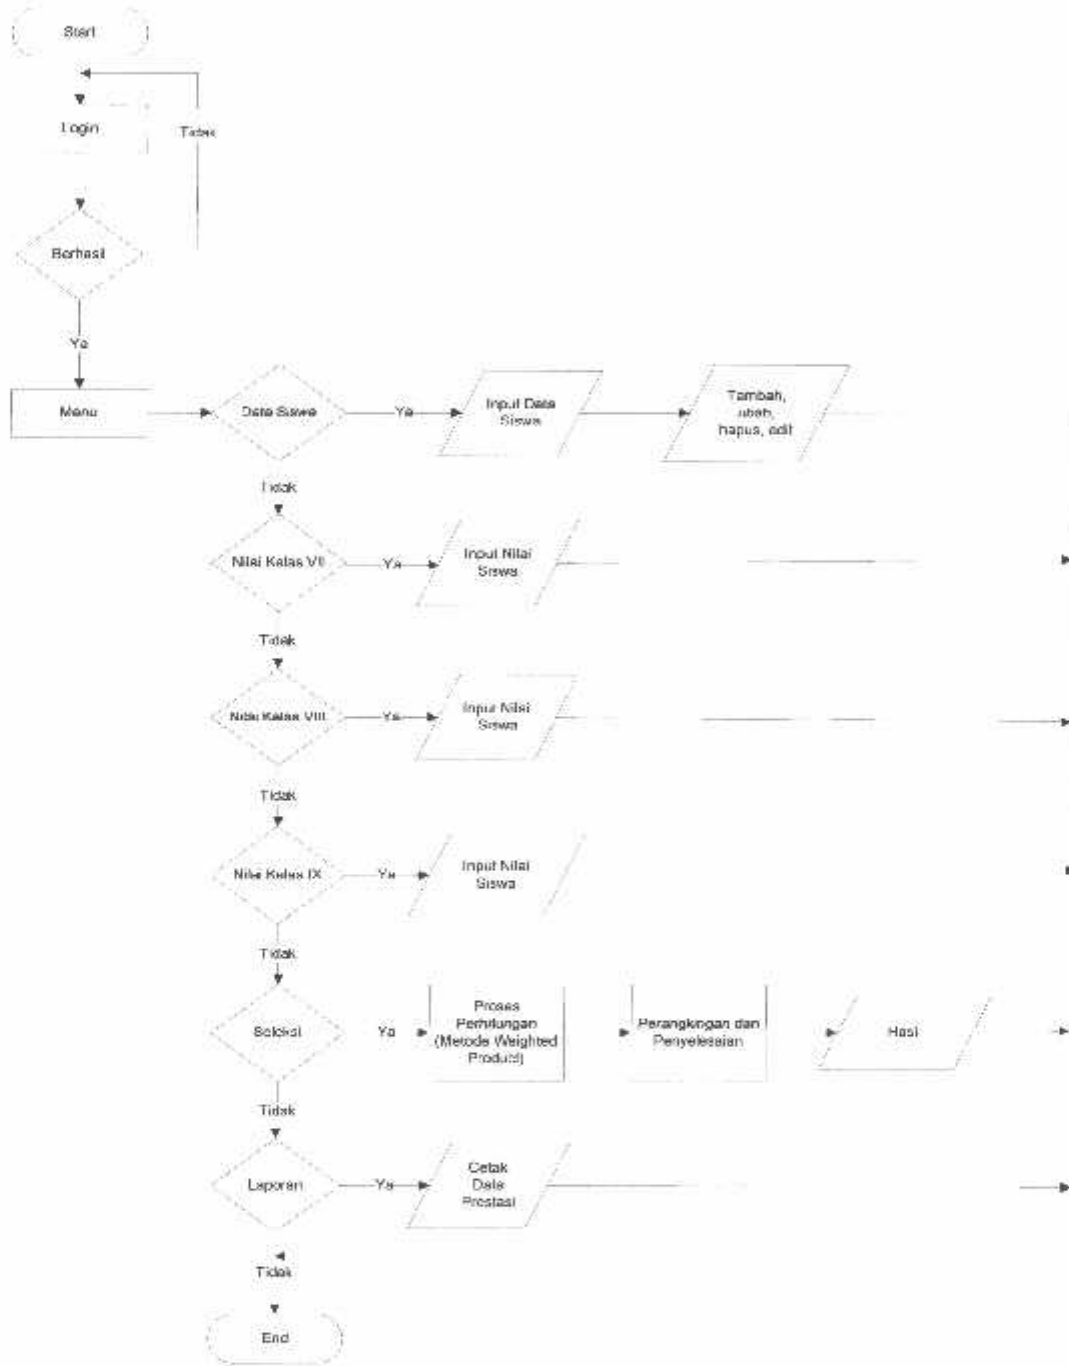 Start
Login
Tidak
Berhasil
Ya
Menu
Data Siswa
Ya
Input Data
Siswa
Tambah,
ubah,
hapus, edit
Tidak
Nilai Kelas VII
Ya
Input Nilai
Siswa
Tidak
Nilai Kelas VIII
Ya
Input Nilai
Siswa
Tidak
Nilai Kelas IX
Ya
Input Nilai
Siswa
Tidak
Seleksi
Ya
Proses
Perhitungan
(Metode Weighted
Product)
Perangkingan dan
Penyelesaian
Hasi
Tidak
Laporan
Ya
Cetak
Data
Prestasi
Tidak
End